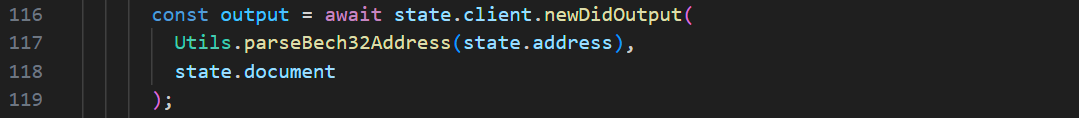 116 const output = await state.client.newDidOutput(
117 Utils.parseBech32Address(state.address),
118 state.document
119 );